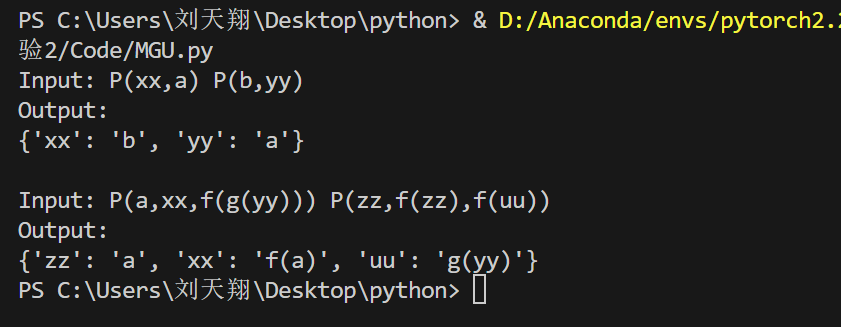 PS C:\Users\刘天翔\Desktop\python> & D:/Anaconda/envs/pytorch2.2
验2/Code/MGU.py
Input: P(xx,a) P(b,yy)
Output:
{'xx': 'b', 'yy': 'a'}
Input: P(a,xx,f(g(yy))) P(zz,f(zz),f(uu))
Output:
{'zz': 'a', 'xx': 'f(a)', 'uu': 'g(yy)'}
PS C:\Users\刘天翔\Desktop\python>